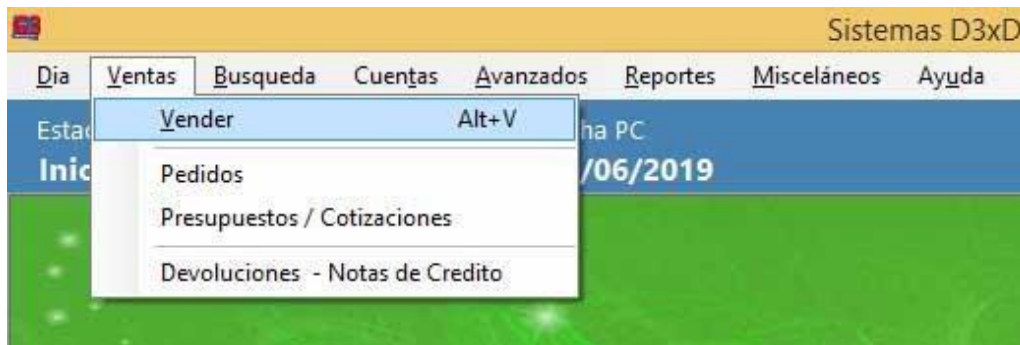 Sistemas D3xD
Dia Ventas Busqueda Cuentas Avanzados Reportes Misceláneos Ayuda
Vender Alt+V
PC
/06/2019
Pedidos
Presupuestos / Cotizaciones
Devoluciones - Notas de Credito